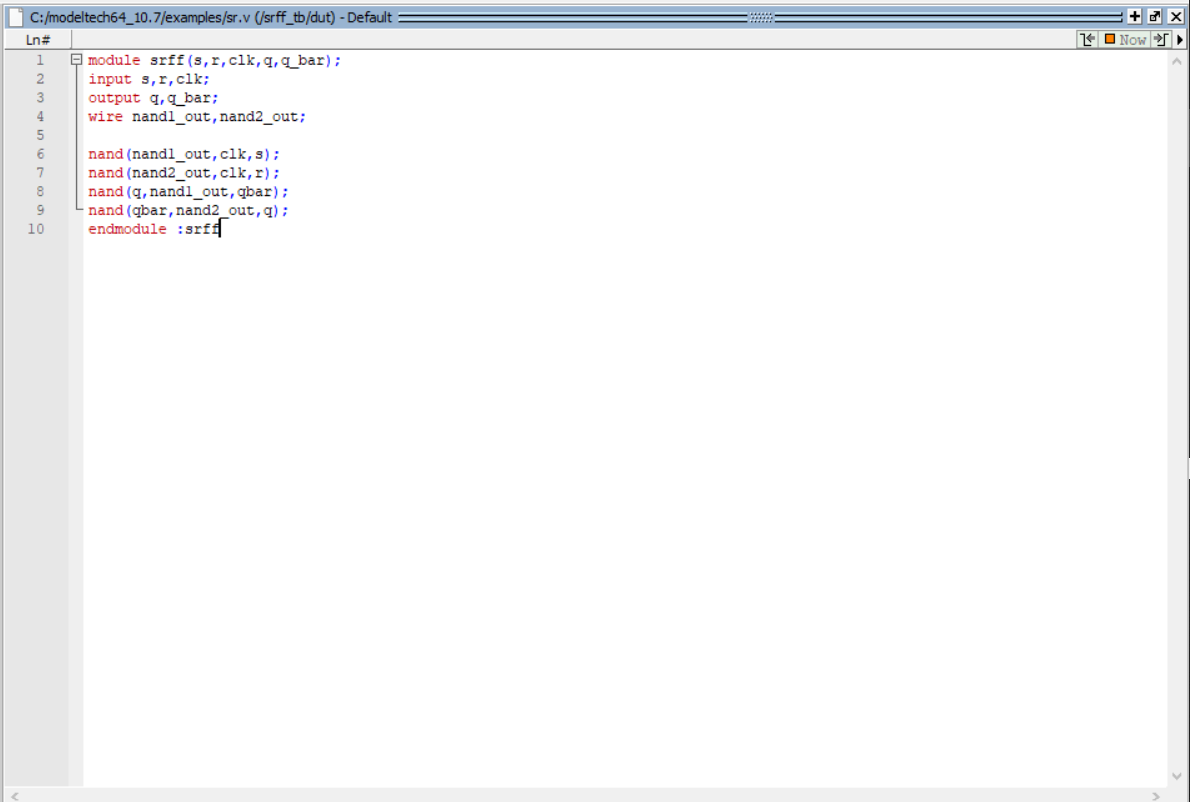 C:/modeltech64_10.7/examples/sr.v (/srff_tb/dut) - Default
Ln#
Now
1 module srff(s,r,clk,q,q_bar);
2 input s,r,clk;
3 output q,q_bar;
4 wire nand1_out,nand2_out;
5
6 nand(nand1_out,clk,s);
7 nand(nand2_out,clk,r);
8 nand(q,nand1_out,qbar);
9 nand(qbar,nand2_out,q);
10 endmodule :srff